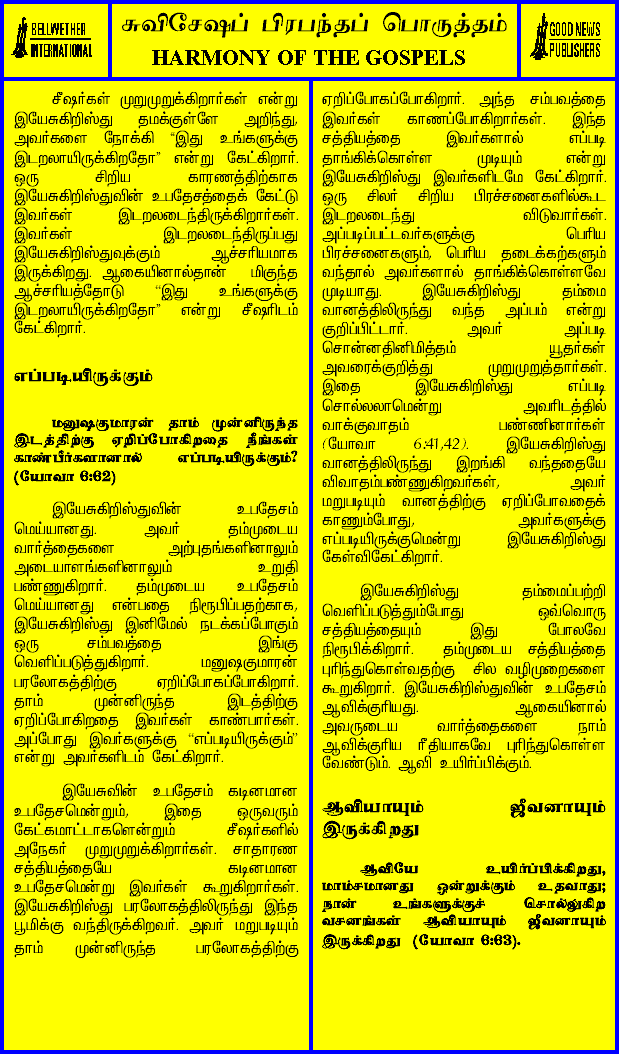 BELLWETHER
INTERNATIONAL
சுவிசேஷப் பிரபந்தப் பொருத்தம்
HARMONY OF THE GOSPELS
GOOD NEWS
PUBLISHERS
சீஷர்கள் முறுமுறுக்கிறார்கள் என்று
இயேசுகிறிஸ்து தமக்குள்ளே அறிந்து,
அவர்களை நோக்கி “இது உங்களுக்கு
இடறலாயிருக்கிறதோ” என்று கேட்கிறார்.
ஒரு சிறிய காரணத்திற்காக
இயேசுகிறிஸ்துவின் உபதேசத்தைக் கேட்டு
இவர்கள் இடறலடைந்திருக்கிறார்கள்.
இவர்கள் இடறலடைந்திருப்பது
இயேசுகிறிஸ்துவுக்கும் ஆச்சரியமாக
இருக்கிறது. ஆகையினால்தான் மிகுந்த
ஆச்சரியத்தோடு “இது உங்களுக்கு
இடறலாயிருக்கிறதோ” என்று சீஷரிடம்
கேட்கிறார்.
எப்படியிருக்கும்
மனுஷகுமாரன் தாம் முன்னிருந்த
இடத்திற்கு ஏறிப்போகிறதை நீங்கள்
காண்பீர்களானால் எப்படியிருக்கும்?
(யோவா 6:62)
இயேசுகிறிஸ்துவின் உபதேசம்
மெய்யானது. அவர் தம்முடைய
வார்த்தைகளை அற்புதங்களினாலும்
அடையாளங்களினாலும் உறுதி
பண்ணுகிறார். தம்முடைய உபதேசம்
மெய்யானது என்பதை நிரூபிப்பதற்காக,
இயேசுகிறிஸ்து இனிமேல் நடக்கப்போகும்
ஒரு சம்பவத்தை இங்கு
வெளிப்படுத்துகிறார். மனுஷகுமாரன்
பரலோகத்திற்கு ஏறிப்போகப்போகிறார்.
தாம் முன்னிருந்த இடத்திற்கு
ஏறிப்போகிறதை இவர்கள் காண்பார்கள்.
அப்போது இவர்களுக்கு “எப்படியிருக்கும்”
என்று அவர்களிடம் கேட்கிறார்.
இயேசுவின் உபதேசம் கடினமான
உபதேசமென்றும், இதை ஒருவரும்
கேட்கமாட்டாகளென்றும் சீஷர்களில்
அநேகர் முறுமுறுக்கிறார்கள். சாதாரண
சத்தியத்தையே கடினமான
உபதேசமென்று இவர்கள் கூறுகிறார்கள்.
இயேசுகிறிஸ்து பரலோகத்திலிருந்து இந்த
பூமிக்கு வந்திருக்கிறவர். அவர் மறுபடியும்
தாம் முன்னிருந்த பரலோகத்திற்கு
ஏறிப்போகப்போகிறார். அந்த சம்பவத்தை
இவர்கள் காணப்போகிறார்கள். இந்த
சத்தியத்தை இவர்களால் எப்படி
தாங்கிக்கொள்ள முடியும் என்று
இயேசுகிறிஸ்து இவர்களிடமே கேட்கிறார்.
ஒரு சிலர் சிறிய பிரச்சனைகளில்கூட
இடறலடைந்து விடுவார்கள்.
அப்படிப்பட்டவர்களுக்கு பெரிய
பிரச்சனைகளும், பெரிய தடைக்கற்களும்
வந்தால் அவர்களால் தாங்கிக்கொள்ளவே
முடியாது. இயேசுகிறிஸ்து தம்மை
வானத்திலிருந்து வந்த அப்பம் என்று
குறிப்பிட்டார். அவர் அப்படி
சொன்னதினிமித்தம் யூதர்கள்
அவரைக்குறித்து முறுமுறுத்தார்கள்.
இதை இயேசுகிறிஸ்து எப்படி
சொல்லலாமென்று அவரிடத்தில்
வாக்குவாதம் பண்ணினார்கள்
(யோவா 6:41,42). இயேசுகிறிஸ்து
வானத்திலிருந்து இறங்கி வந்ததையே
விவாதம்பண்ணுகிறவர்கள், அவர்
மறுபடியும் வானத்திற்கு ஏறிப்போவதைக்
காணும்போது, அவர்களுக்கு
எப்படியிருக்குமென்று இயேசுகிறிஸ்து
கேள்விகேட்கிறார்.
இயேசுகிறிஸ்து தம்மைப்பற்றி
வெளிப்படுத்தும்போது ஒவ்வொரு
சத்தியத்தையும் இது போலவே
நிரூபிக்கிறார். தம்முடைய சத்தியத்தை
புரிந்துகொள்வதற்கு சில வழிமுறைகளை
கூறுகிறார். இயேசுகிறிஸ்துவின் உபதேசம்
ஆவிக்குரியது. ஆகையினால்
அவருடைய வார்த்தைகளை நாம்
ஆவிக்குரிய ரீதியாகவே புரிந்துகொள்ள
வேண்டும். ஆவி உயிர்ப்பிக்கும்.
ஆவியாயும் ஜீவனாயும்
இருக்கிறது
ஆவியே உயிர்ப்பிக்கிறது,
மாம்சமானது ஒன்றுக்கும் உதவாது;
நான் உங்களுக்குச் சொல்லுகிற
வசனங்கள் ஆவியாயும் ஜீவனாயும்
இருக்கிறது (யோவா 6:63).